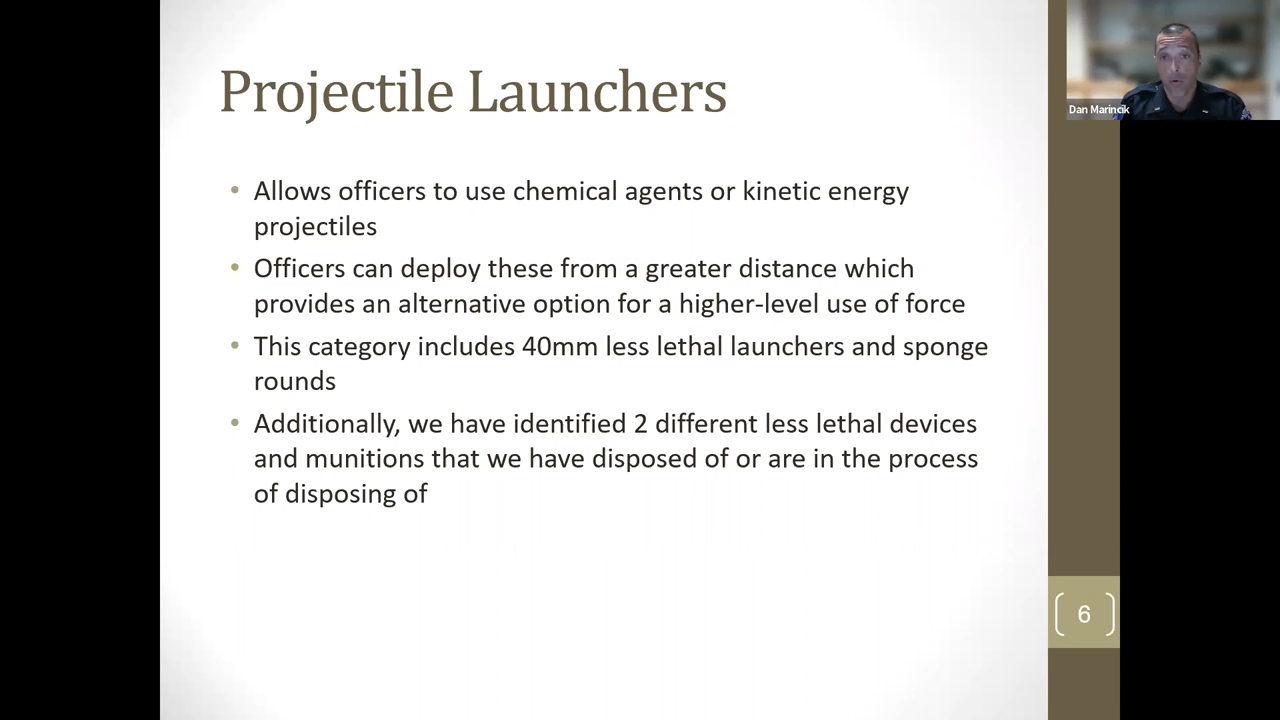 Projectile Launchers
Dan Marincik
• Allows officers to use chemical agents or kinetic energy
projectiles
• Officers can deploy these from a greater distance which
provides an alternative option for a higher-level use of force
• This category includes 40mm less lethal launchers and sponge
rounds
• Additionally, we have identified 2 different less lethal devices
and munitions that we have disposed of or are in the process
of disposing of
6